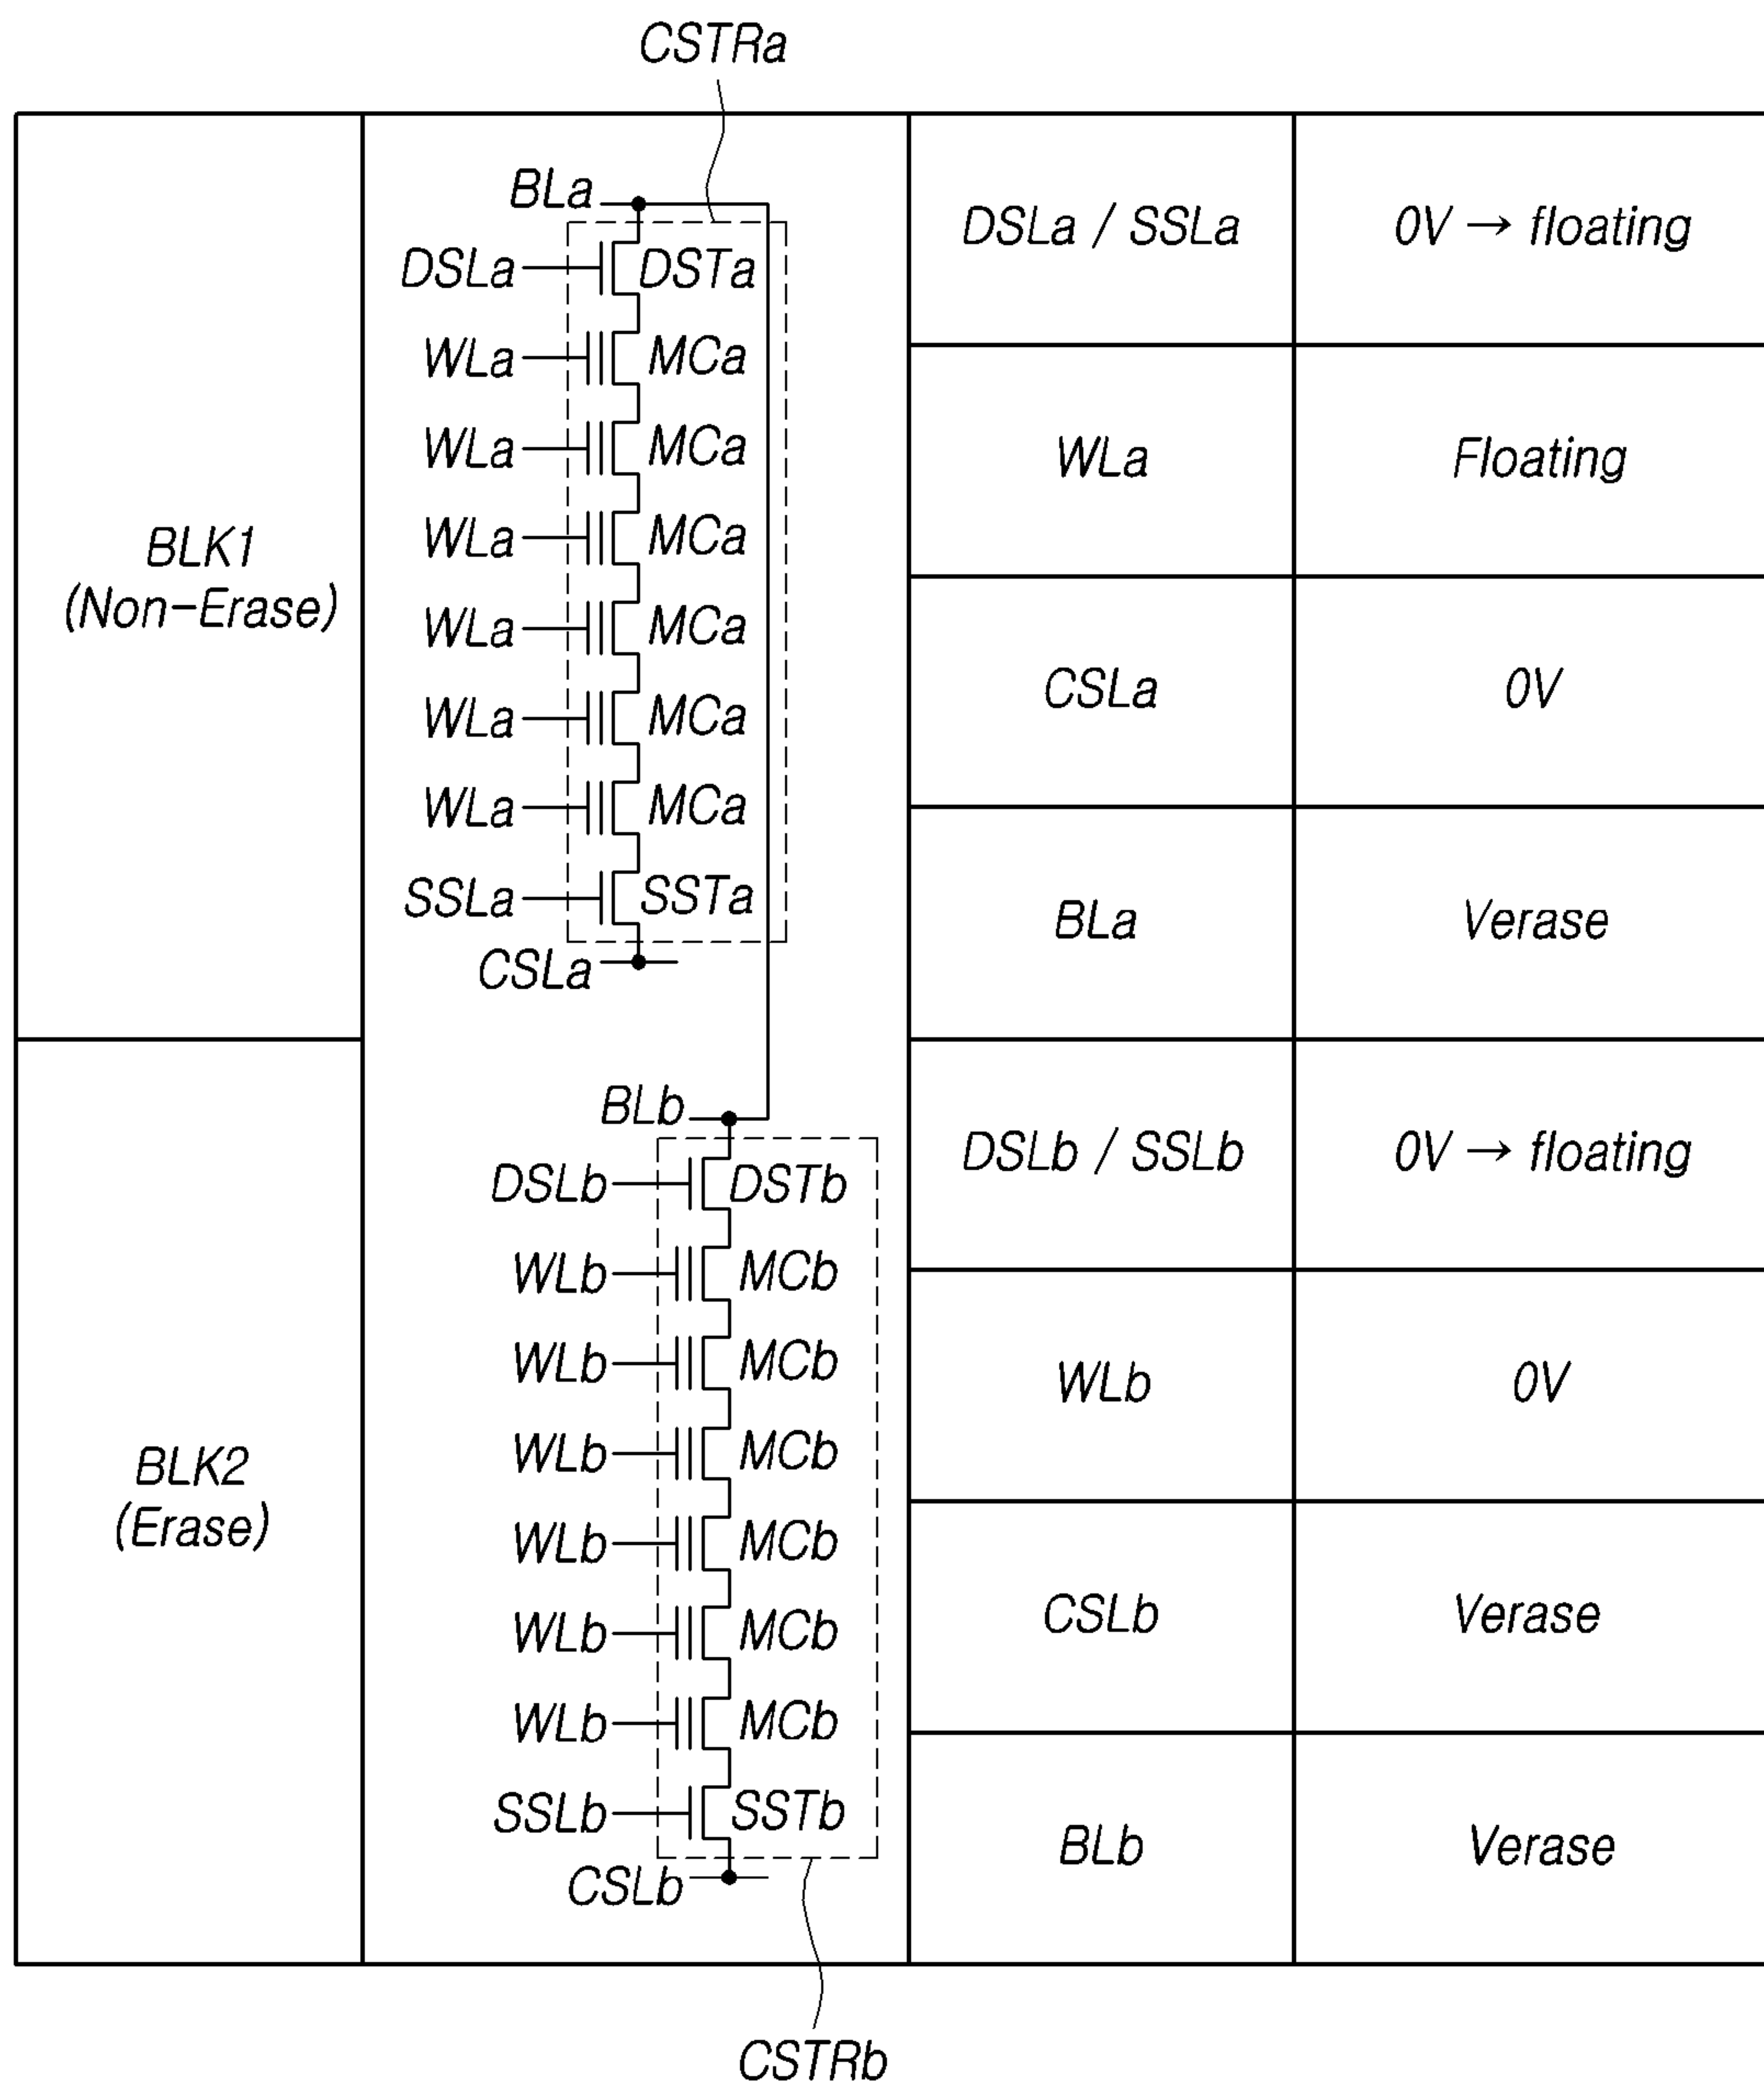 CSTRa
BLK1
(Non-Erase)
BLa
DSLa DSTa
WLa MCa
WLa MCa
WLa MCa
WLa MCa
WLa MCa
WLa MCa
SSLa SSTa
CSLa
DSLa / SSLa 0V → floating
WLa Floating
CSLa 0V
BLa Verase
BLK2
(Erase)
BLb
DSLb DSTb
WLb MCb
WLb MCb
WLb MCb
WLb MCb
WLb MCb
WLb MCb
SSLb SSTb
CSLb
DSLb / SSLb 0V → floating
WLb 0V
CSLb Verase
BLb Verase
CSTRb